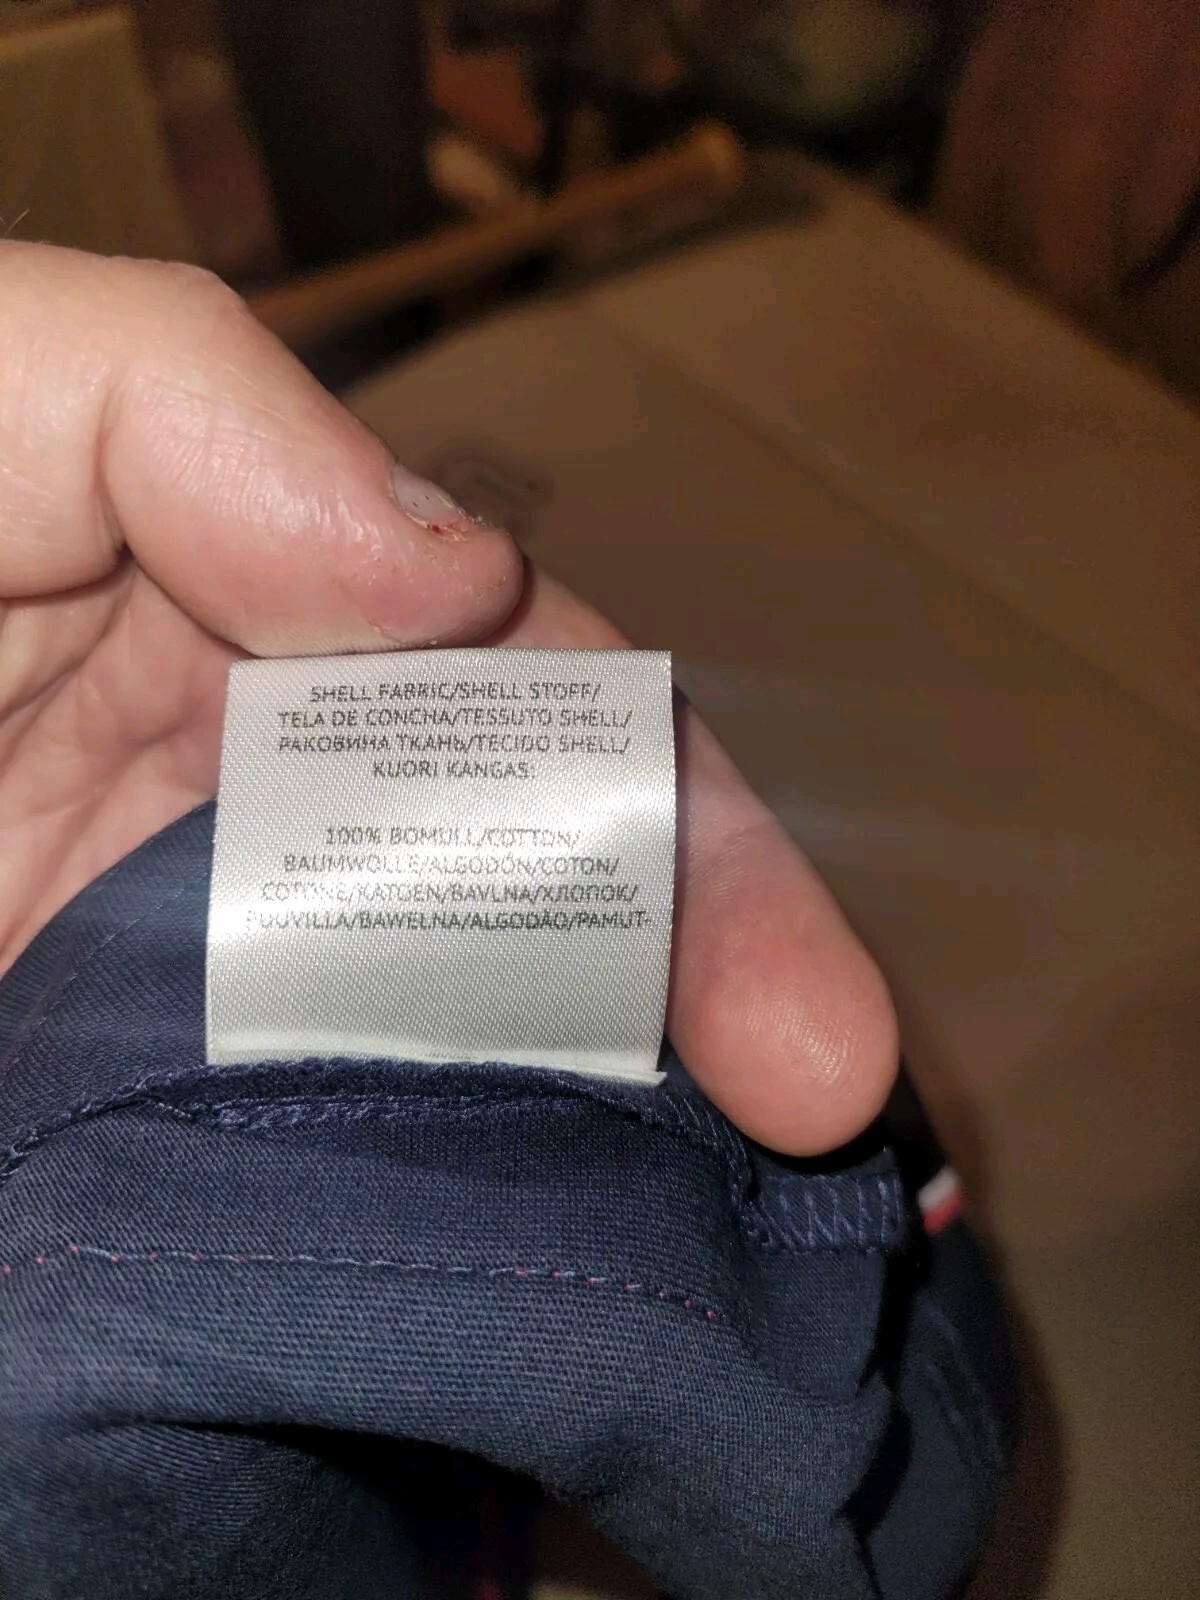 SHELL FABRIC/SHELL STOFF/
TELA DE CONCHA/TESSUTO SHELL/
РАКОВИНА ТКАНЬ/TECIDO SHELL/
KUORI KANGAS:
100% BOMULL/COTTON/
BAUMWOLLE/ALGODÓN/COTON/
COTONE/KATOEN/BAVLNA/ХЛОПОК/
PUUVILLA/BAWEŁNA/ALGODÃO/PAMUT